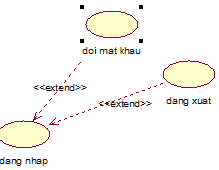 doi mat khau
<<extend>>
<<extend>>
dang xuat
dang nhap